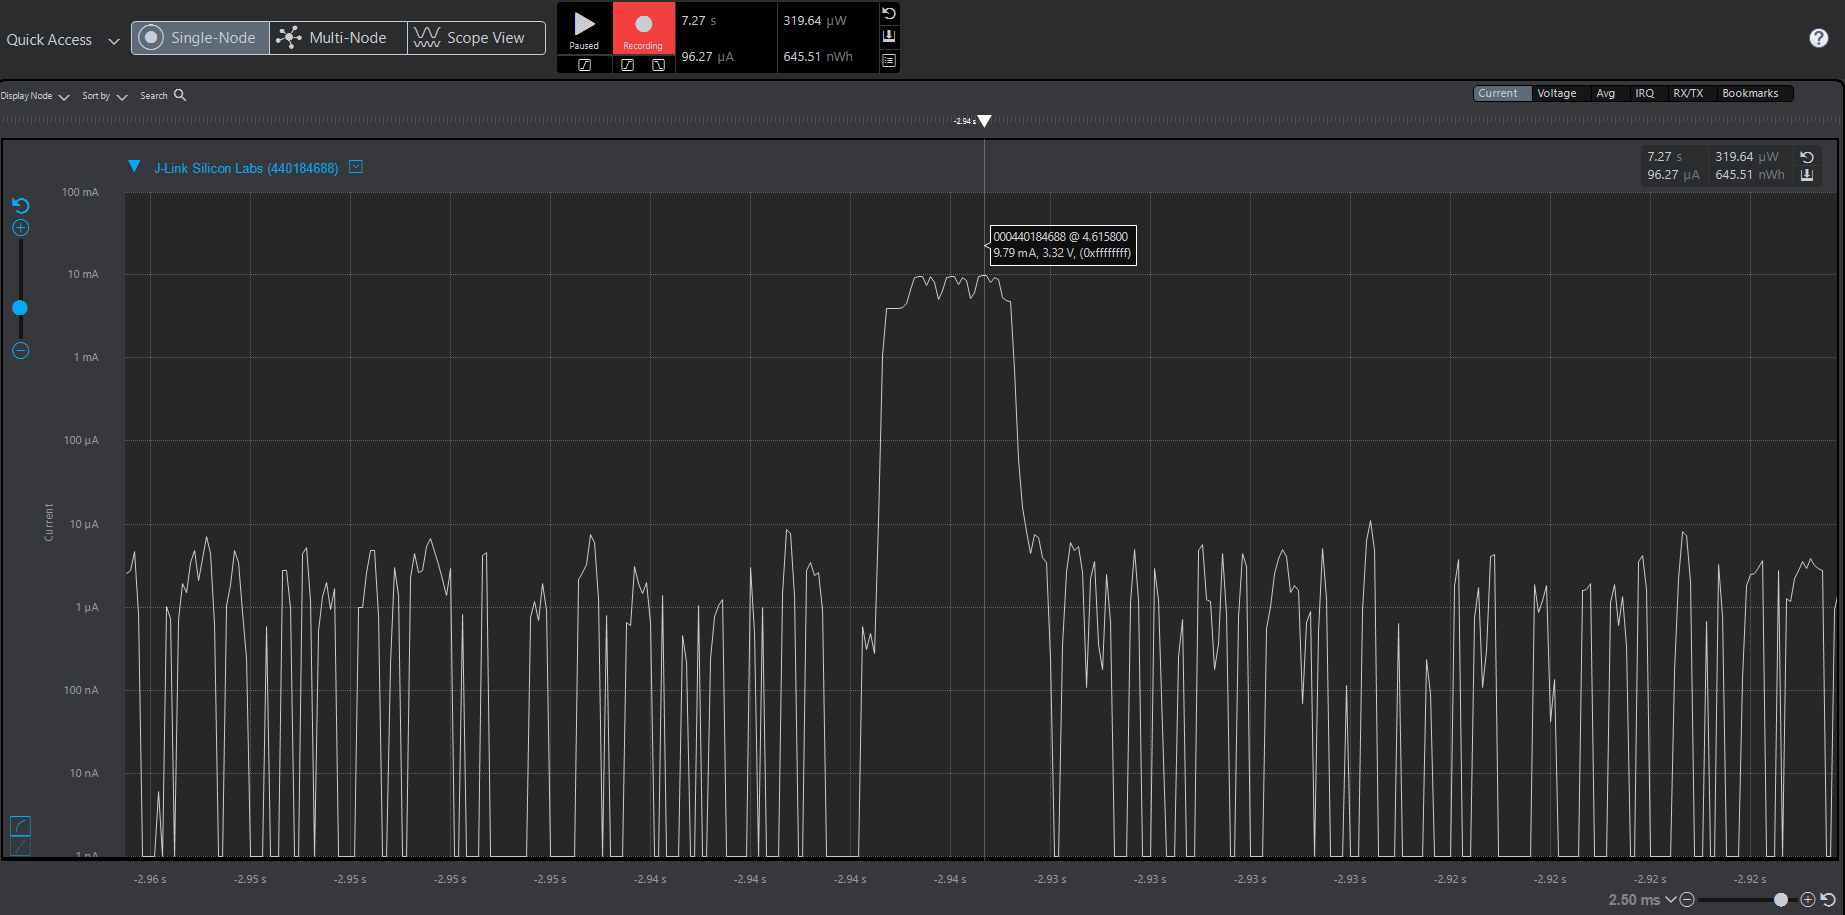 Quick Access
Single-Node
Multi-Node
Scope View
Paused
Recording
7.27 s
319.64 µW
96.27 µA
645.51 nWh
?
Display Node
Sort by
Search
Current
Voltage
Avg
IRQ
RX/TX
Bookmarks
-2.94 s
J-Link Silicon Labs (440184688)
7.27 s
319.64 µW
96.27 µA
645.51 nWh
000440184688 @ 4.615800
9.79 mA, 3.32 V, (0xffffffff)
Current
100 mA
10 mA
1 mA
100 µA
10 µA
1 µA
100 nA
10 nA
1 nA
-2.96 s
-2.95 s
-2.95 s
-2.95 s
-2.95 s
-2.94 s
-2.94 s
-2.94 s
-2.94 s
-2.93 s
-2.93 s
-2.93 s
-2.93 s
-2.92 s
-2.92 s
-2.92 s
-2.92 s
2.50 ms